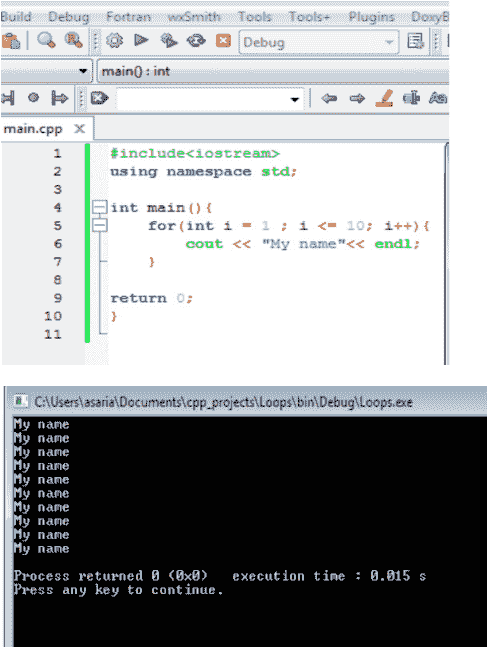 Build Debug Fortran wxSmith Tools Tools+ Plugins DoxyB
Debug
main() : int
main.cpp
1 #include<iostream>
2 using namespace std;
3
4 int main(){
5 for(int i = 1 ; i <= 10; i++){
6 cout << "My name"<< endl;
7 }
8
9 return 0;
10 }
11
C:\Users\asaria\Documents\cpp_projects\Loops\bin\Debug\Loops.exe
My name
My name
My name
My name
My name
My name
My name
My name
My name
My name
Process returned 0 (0x0) execution time : 0.015 s
Press any key to continue.